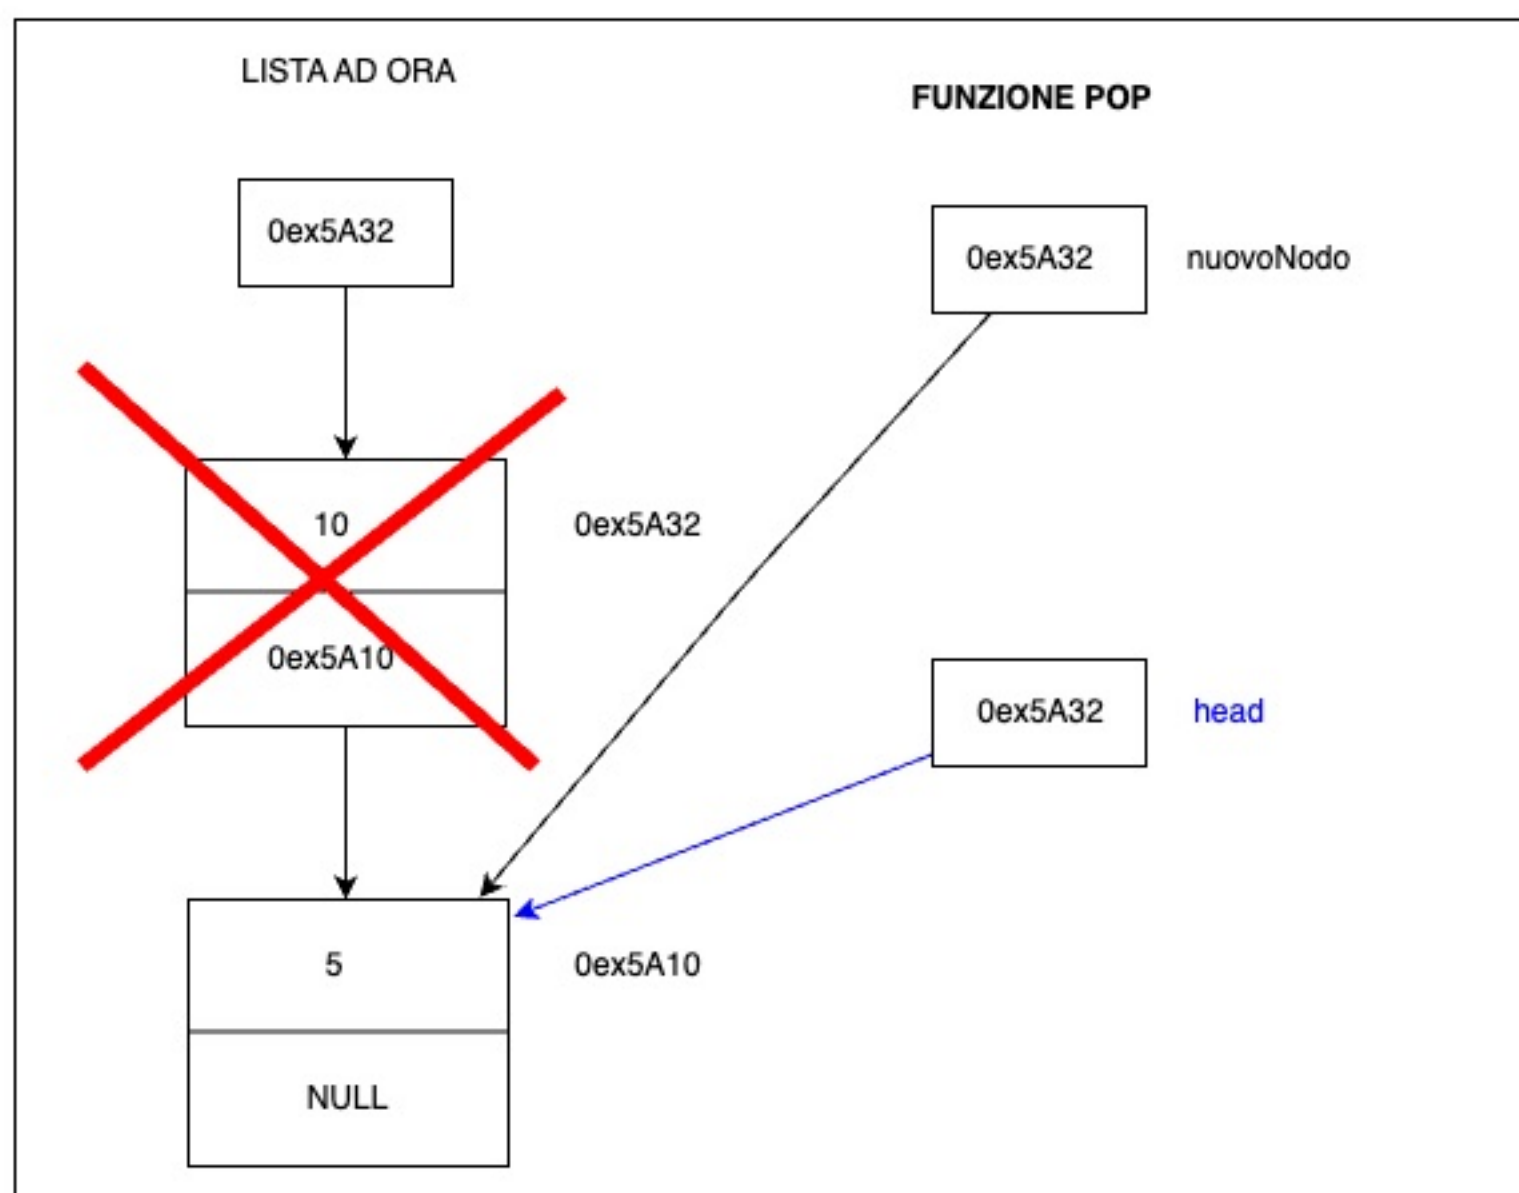 LISTA AD ORA
FUNZIONE POP
0ex5A32
0ex5A32 nuovoNodo
10 0ex5A32
0ex5A10
0ex5A32 head
5 0ex5A10
NULL